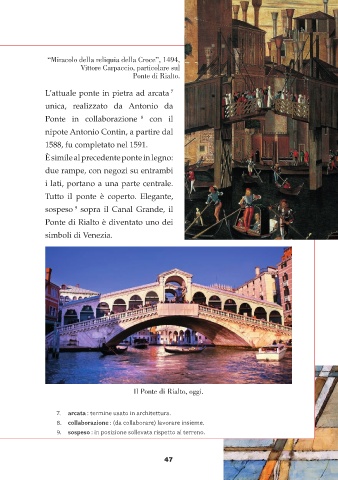 “Miracolo della reliquia della Croce”, 1494,
Vittore Carpaccio, particolare sul
Ponte di Rialto.
L’attuale ponte in pietra ad arcata 7
unica, realizzato da Antonio da
Ponte in collaborazione 8 con il
nipote Antonio Contin, a partire dal
1588, fu completato nel 1591.
È simile al precedente ponte in legno:
due rampe, con negozi su entrambi
i lati, portano a una parte centrale.
Tutto il ponte è coperto. Elegante,
sospeso 9 sopra il Canal Grande, il
Ponte di Rialto è diventato uno dei
simboli di Venezia.
Il Ponte di Rialto, oggi.
7. arcata : termine usato in architettura.
8. collaborazione : (da collaborare) lavorare insieme.
9. sospeso : in posizione sollevata rispetto al terreno.
47